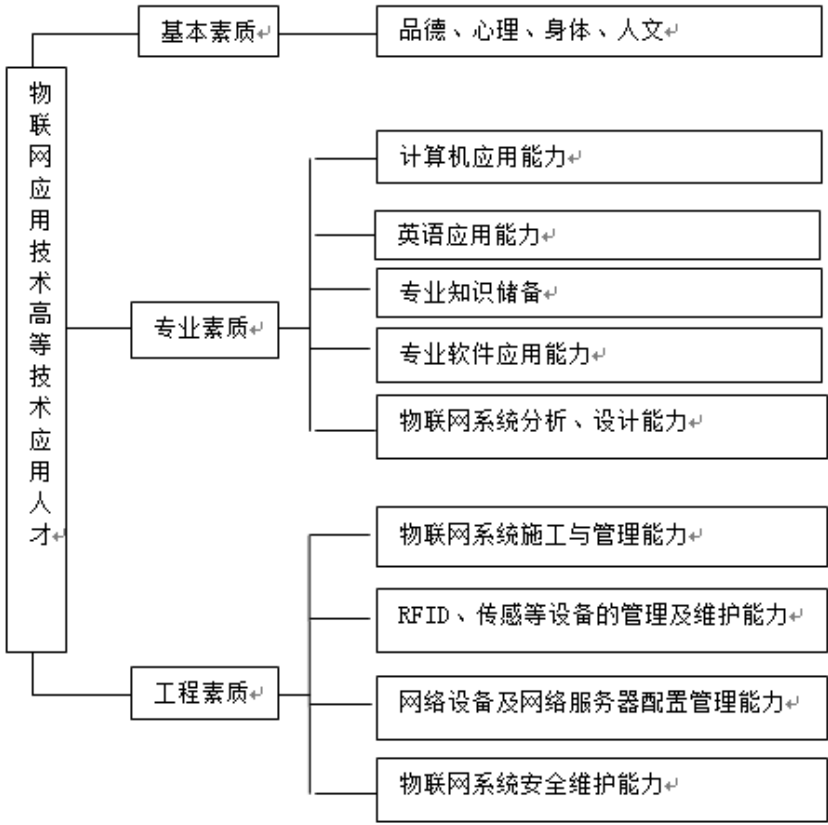 物联网应用技术高等技术应用人才
基本素质
品德、心理、身体、人文
专业素质
计算机应用能力
英语应用能力
专业知识储备
专业软件应用能力
物联网系统分析、设计能力
工程素质
物联网系统施工与管理能力
RFID、传感等设备的管理及维护能力
网络设备及网络服务器配置管理能力
物联网系统安全维护能力